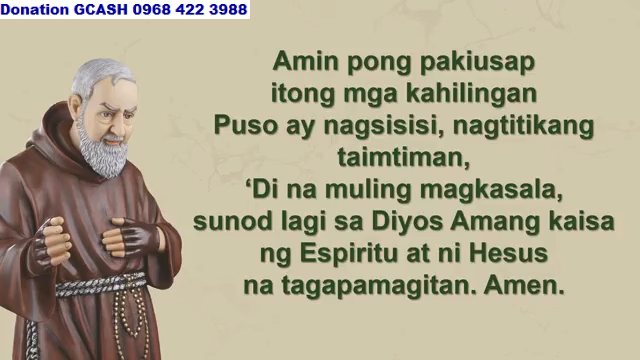 Donation GCASH 0968 422 3988
Amin pong pakiusap
itong mga kahilingan
Puso ay nagsisisi, nagtitikang
taimtiman,
‘Di na muling magkasala,
sunod lagi sa Diyos Amang kaisa
ng Espiritu at ni Hesus
na tagapamagitan. Amen.